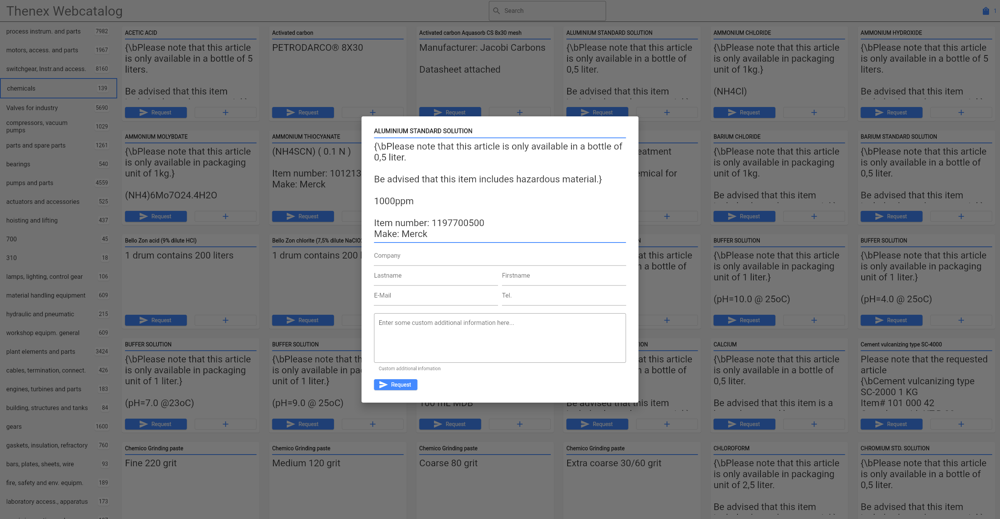 Thenex Webcatalog
Search
1
process instrum. and parts 7982
motors, access. and parts 1967
switchgear, Instr.and access. 8160
chemicals 139
Valves for industry 5690
compressors, vacuum
pumps 1029
parts and spare parts 1261
bearings 540
pumps and parts 4559
actuators and accessories 525
hoisting and lifting 437
700 45
310 18
lamps, lighting, control gear 106
material handling equipment 609
hydraulic and pneumatic 215
workshop equipm. general 609
plant elements and parts 3424
cables, termination, connect. 426
engines, turbines and parts 183
building, structures and tanks 84
gears 1600
gaskets, insulation, refractory 760
bars, plates, sheets, wire 93
fire, safety and env. equipm. 189
laboratory access., apparatus 173
ACETIC ACID
{\bPlease note that this article
is only available in a bottle of 5
liters.
Be advised that this item
Request +
Activated carbon
PETRODARCO® 8X30
Request +
Activated carbon Aquasorb CS 8x30 mesh
Manufacturer: Jacobi Carbons
Datasheet attached
Request +
ALUMINIUM STANDARD SOLUTION
{\bPlease note that this article
is only available in a bottle of
0,5 liter.
Be advised that this item
Request +
AMMONIUM CHLORIDE
{\bPlease note that this article
is only available in packaging
unit of 1kg.}
(NH4Cl)
Request +
AMMONIUM HYDROXIDE
{\bPlease note that this article
is only available in a bottle of 5
liters.
Be advised that this item
Request +
AMMONIUM MOLYBDATE
{\bPlease note that this article
is only available in packaging
unit of 1kg.}
(NH4)6Mo7O24.4H2O
Request +
AMMONIUM THIOCYANATE
(NH4SCN) ( 0.1 N )
Item number: 101213
Make: Merck
Request
eatment
emical for
+
BARIUM CHLORIDE
{\bPlease note that this article
is only available in packaging
unit of 1kg.
Be advised that this item
Request +
BARIUM STANDARD SOLUTION
{\bPlease note that this article
is only available in a bottle of
0,5 liter.
Be advised that this item
Request +
Bello Zon acid (9% dilute HCl)
1 drum contains 200 liters
Request +
Bello Zon chlorite (7,5% dilute NaClO
1 drum contains 200 l
Request
N
at this article
n a bottle of
+
BUFFER SOLUTION
{\bPlease note that this article
is only available in packaging
unit of 1 liter.}
(pH=10.0 @ 25oC)
Request +
BUFFER SOLUTION
{\bPlease note that this article
is only available in packaging
unit of 1 liter.}
(pH=4.0 @ 25oC)
Request +
BUFFER SOLUTION
{\bPlease note that this article
is only available in packaging
unit of 1 liter.}
(pH=7.0 @23oC)
Request +
BUFFER SOLUTION
{\bPlease note that th
is only available in pac
unit of 1 liter.}
(pH=9.0 @ 25oC)
Request +
100 mL MDB
Request +
ION
at this article
n a bottle of
Be advised that this item
Request +
CALCIUM
{\bPlease note that this article
is only available in a bottle of
0,5 liter.
Be advised that this item is a
Request +
Cement vulcanizing type SC-4000
Please note that the requested
article
{\bCement vulcanizing type
SC-2000 1 KG
Item# 101 000 42
Request +
Chemico Grinding paste
Fine 220 grit
Chemico Grinding paste
Medium 120 grit
Chemico Grinding paste
Coarse 80 grit
Chemico Grinding paste
Extra coarse 30/60 grit
CHLOROFORM
{\bPlease note that this article
is only available in packaging
unit of 2,5 liter.
Be advised that this item
CHROMIUM STD. SOLUTION
{\bPlease note that this article
is only available in a bottle of
0,5 liter.
Be advised that this item
ALUMINIUM STANDARD SOLUTION
{\bPlease note that this article is only available in a bottle of
0,5 liter.
Be advised that this item includes hazardous material.}
1000ppm
Item number: 1197700500
Make: Merck
Company
Lastname Firstname
E-Mail Tel.
Enter some custom additional information here...
Custom additional infomation
Request